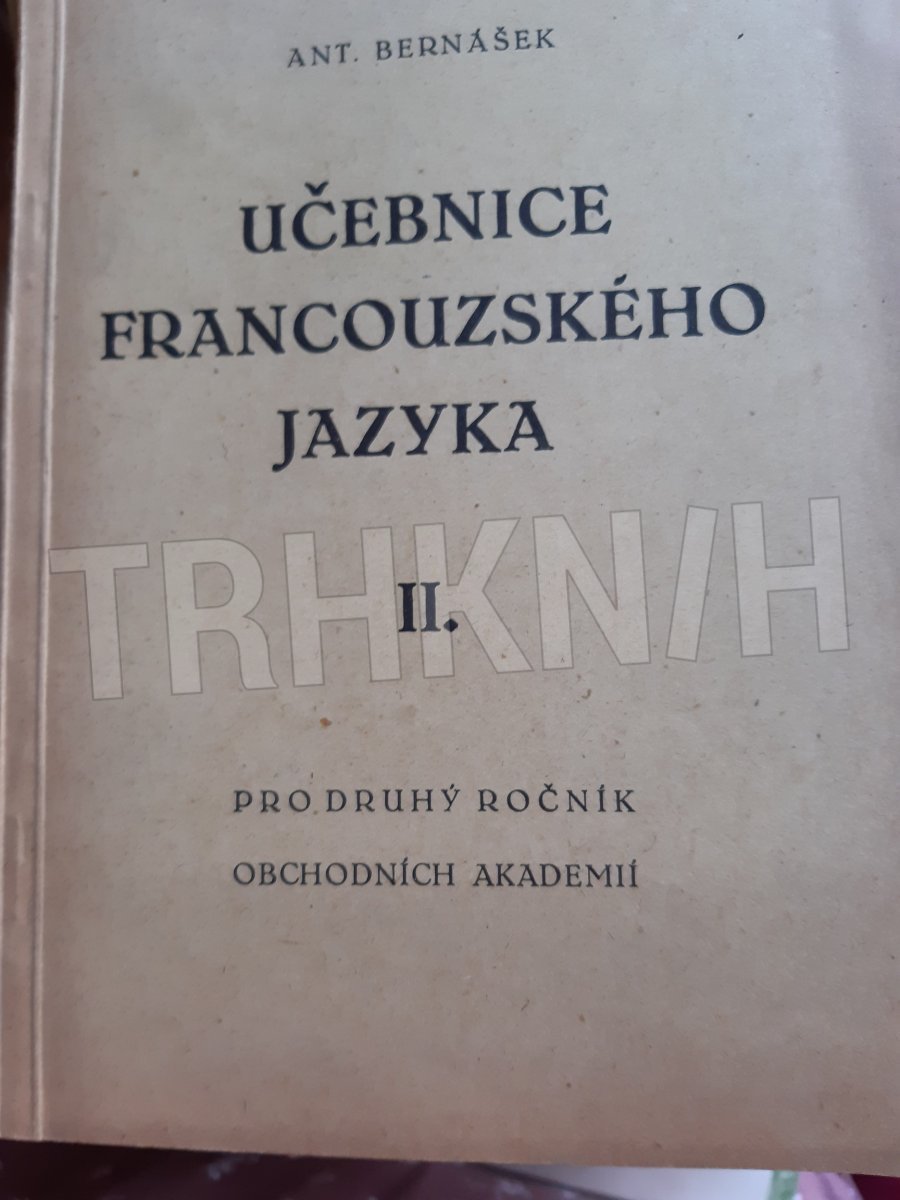 ANT. BERNÁŠEK
UČEBNICE
FRANCOUZSKÉHO
JAZYKA
TRHKNIH
II.
PRO DRUHÝ ROČNÍK
OBCHODNÍCH AKADEMIÍ